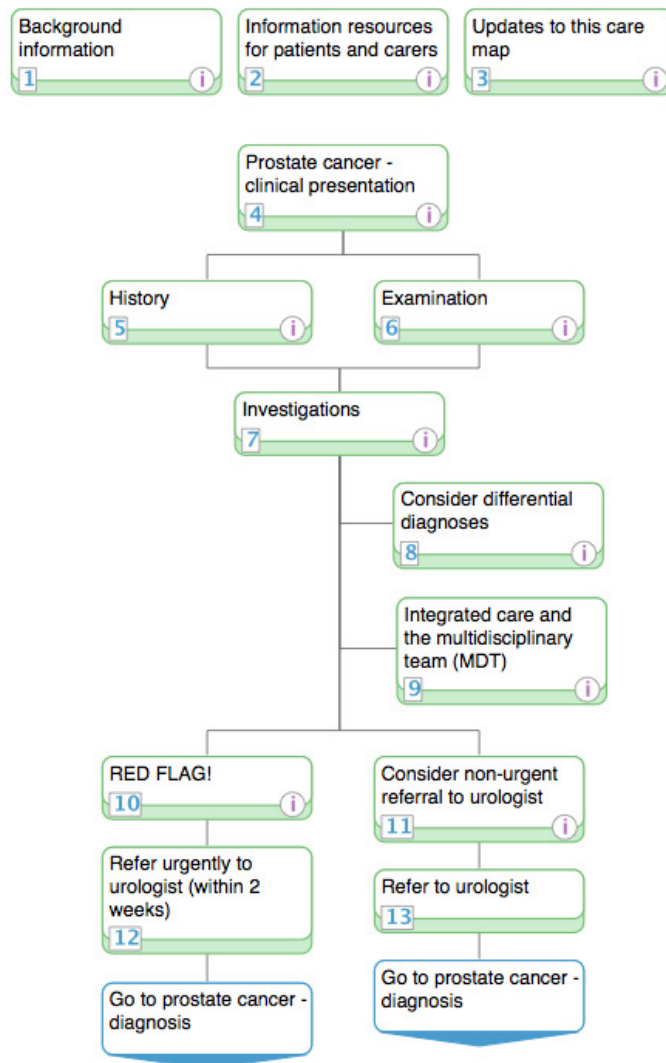 Background
information
1
i
Information resources
for patients and carers
2
i
Updates to this care
map
3
i
Prostate cancer -
clinical presentation
4
i
History
5
i
Examination
6
i
Investigations
7
i
Consider differential
diagnoses
8
i
Integrated care and
the multidisciplinary
team (MDT)
9
i
RED FLAG!
10
i
Consider non-urgent
referral to urologist
11
i
Refer urgently to
urologist (within 2
weeks)
12
Refer to urologist
13
Go to prostate cancer -
diagnosis
Go to prostate cancer -
diagnosis